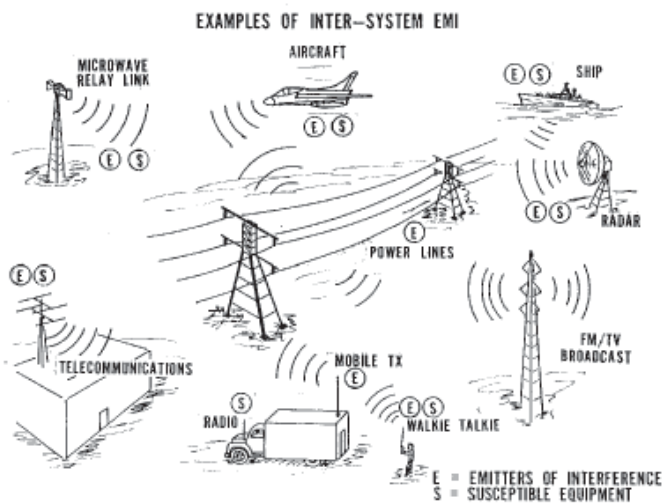 EXAMPLES OF INTER-SYSTEM EMI
MICROWAVE
RELAY LINK
E S
AIRCRAFT
E S
E S SHIP
E S
RADAR
E
POWER LINES
E S
TELECOMMUNICATIONS
FM/TV
BROADCAST
MOBILE TX
E
S
RADIO
E S
WALKIE TALKIE
E = EMITTERS OF INTERFERENCE
S = SUSCEPTIBLE EQUIPMENT